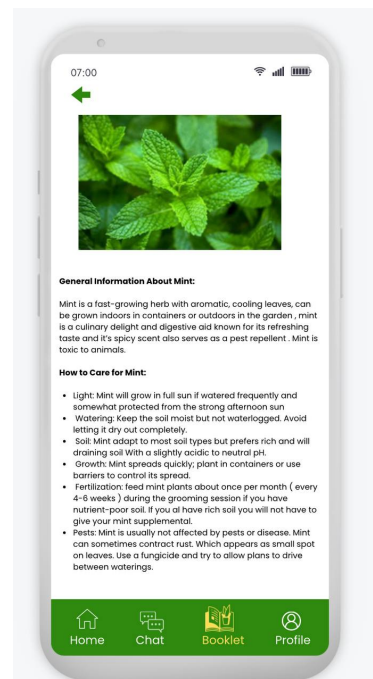 07:00
General Information About Mint:
Mint is a fast-growing herb with aromatic, cooling leaves, can
be grown indoors in containers or outdoors in the garden , mint
is a culinary delight and digestive aid known for its refreshing
taste and it's spicy scent also serves as a pest repellent . Mint is
toxic to animals.
How to Care for Mint:
• Light: Mint will grow in full sun if watered frequently and
somewhat protected from the strong afternoon sun
• Watering: Keep the soil moist but not waterlogged. Avoid
letting it dry out completely.
• Soil: Mint adapt to most soil types but prefers rich and will
draining soil With a slightly acidic to neutral pH.
• Growth: Mint spreads quickly; plant in containers or use
barriers to control its spread.
• Fertilization: feed mint plants about once per month ( every
4-6 weeks ) during the grooming session if you have
nutrient-poor soil. If you al have rich soil you will not have to
give your mint supplemental.
• Pests: Mint is usually not affected by pests or disease. Mint
can sometimes contract rust. Which appears as small spot
on leaves. Use a fungicide and try to allow plans to drive
between waterings.
Home Chat Booklet Profile